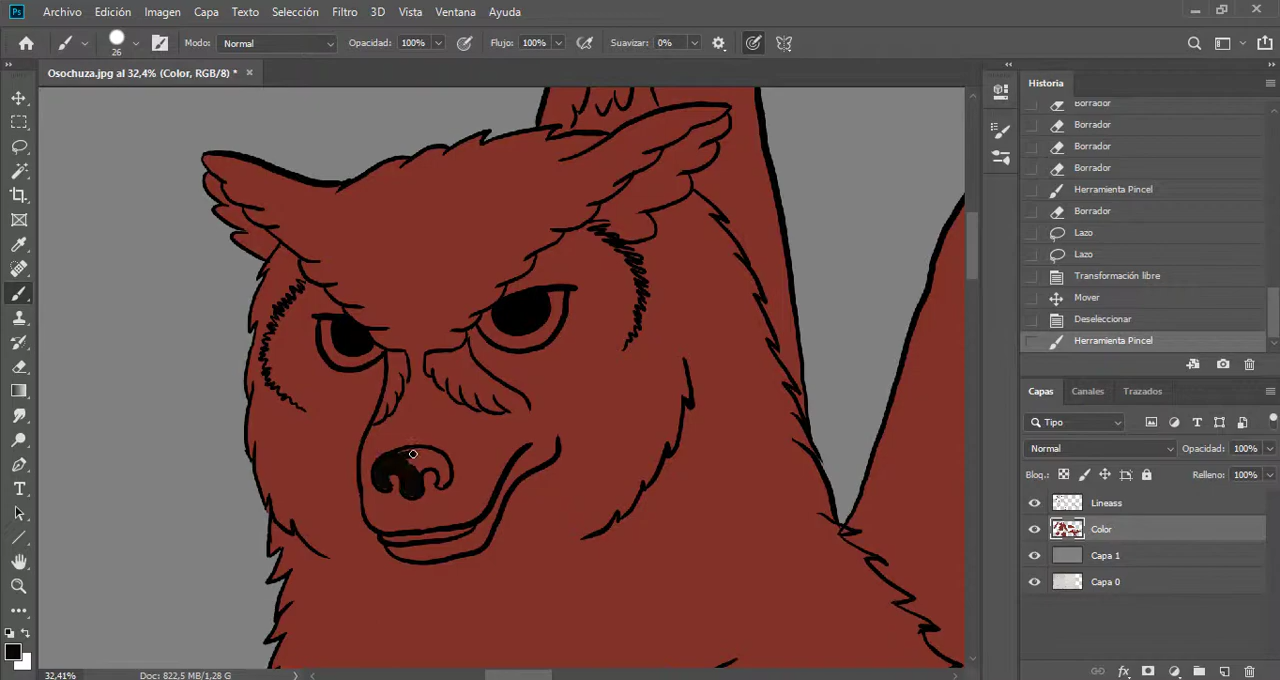 Ps Archivo Edición Imagen Capa Texto Selección Filtro 3D Vista Ventana Ayuda
26 Modo: Normal Opacidad: 100% Flujo: 100% Suavizar: 0%
Osochuza.jpg al 32,4% (Color, RGB/8) *
Historia
Borrador
Borrador
Borrador
Borrador
Herramienta Pincel
Borrador
Lazo
Lazo
Transformación libre
Mover
Deseleccionar
Herramienta Pincel
Capas Canales Trazados
Tipo
Normal Opacidad: 100%
Bloq.: Relleno: 100%
Lineass
Color
Capa 1
Capa 0
32,41% Doc: 822,5 MB/1,28 G